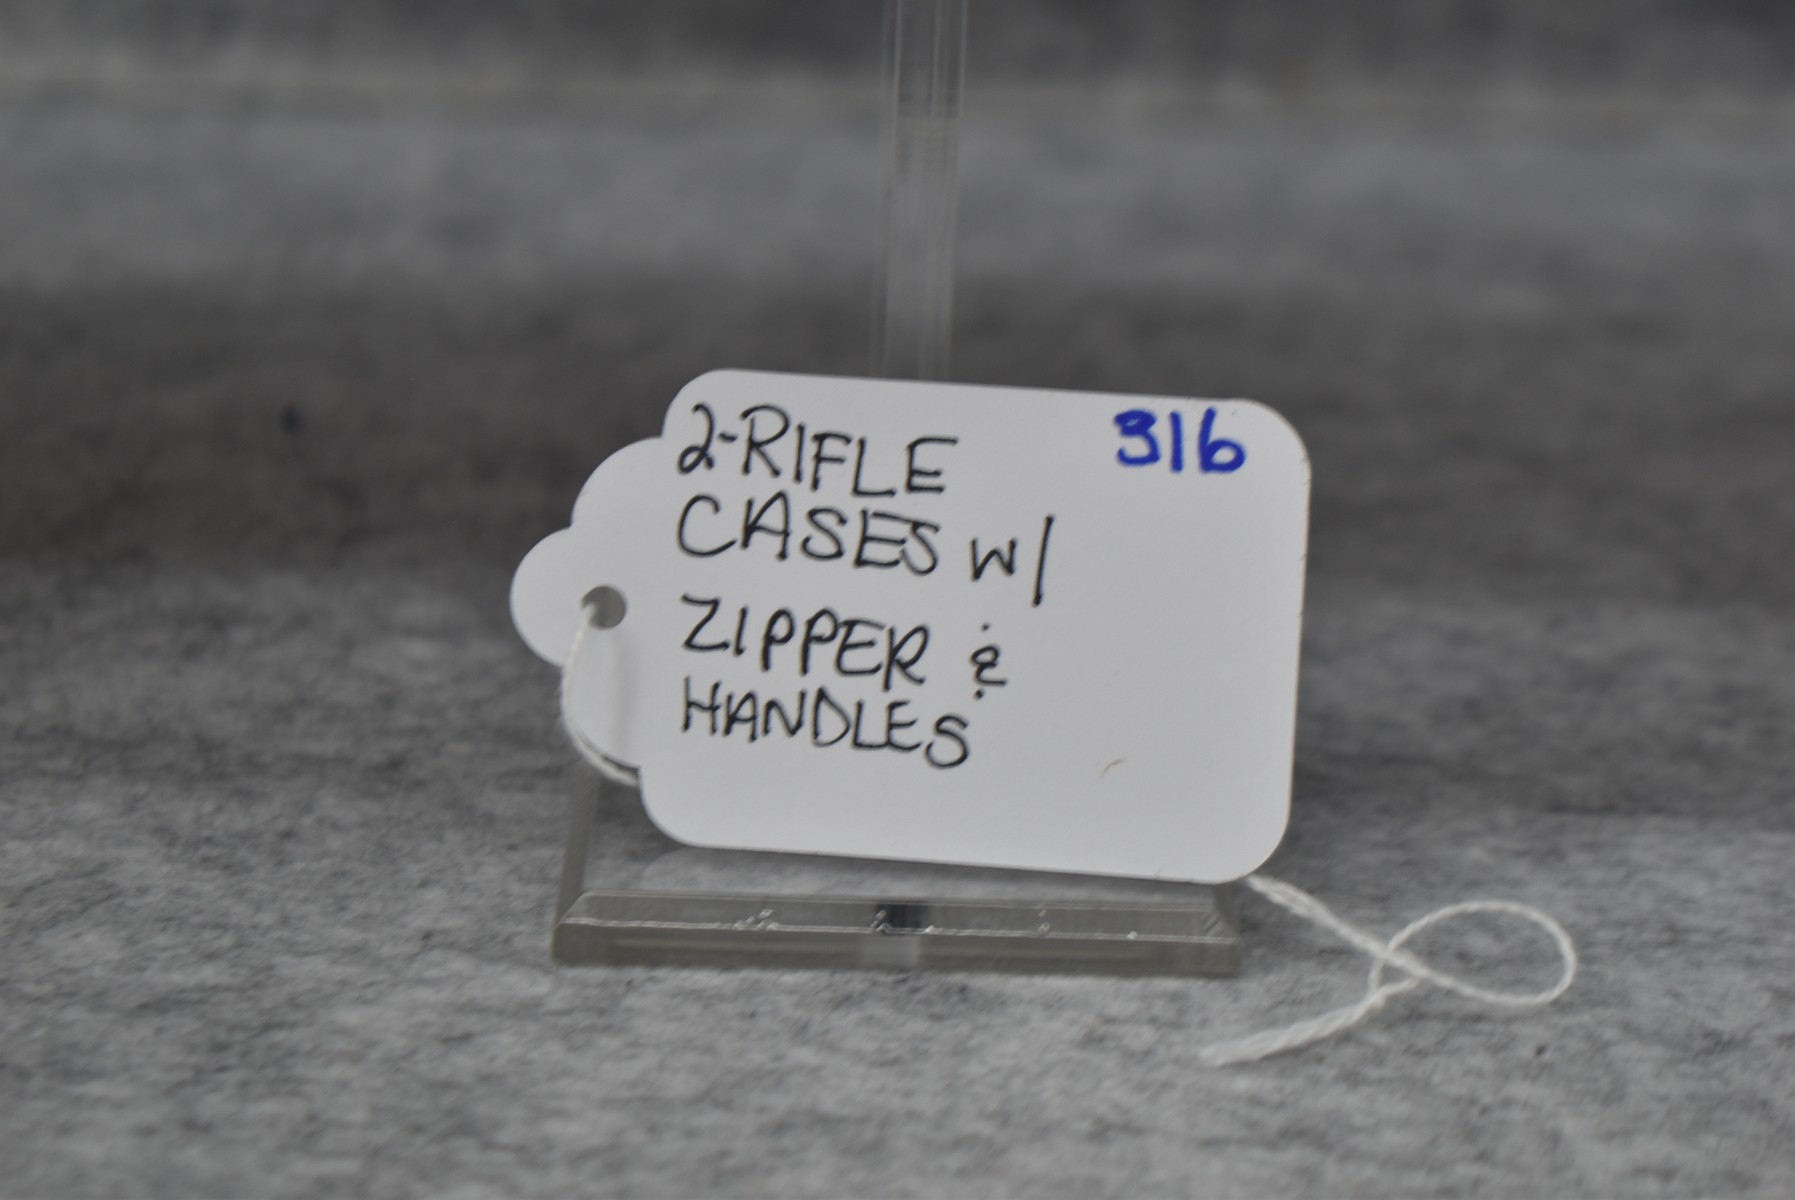 2-RIFLE
316
CASES w/
ZIPPER &
HANDLES